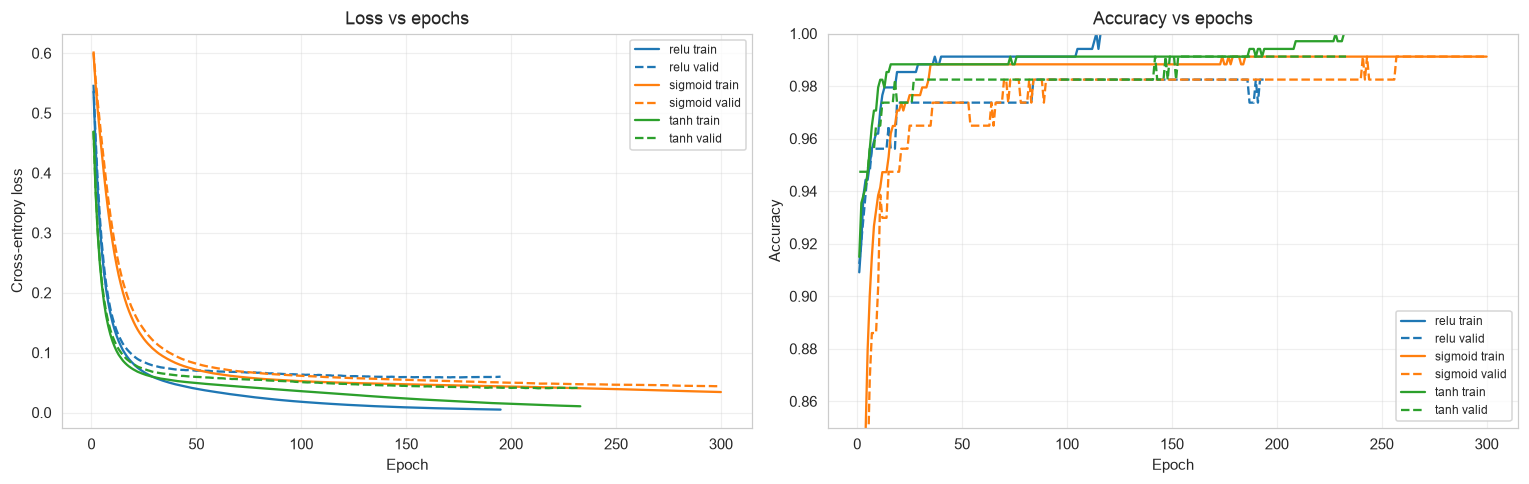 Loss vs epochs
Cross-entropy loss
0.6
0.5
0.4
0.3
0.2
0.1
0.0
relu train
relu valid
sigmoid train
sigmoid valid
tanh train
tanh valid
0 50 100 150 200 250 300
Epoch
Accuracy vs epochs
Accuracy
1.00
0.98
0.96
0.94
0.92
0.90
0.88
0.86
relu train
relu valid
sigmoid train
sigmoid valid
tanh train
tanh valid
0 50 100 150 200 250 300
Epoch